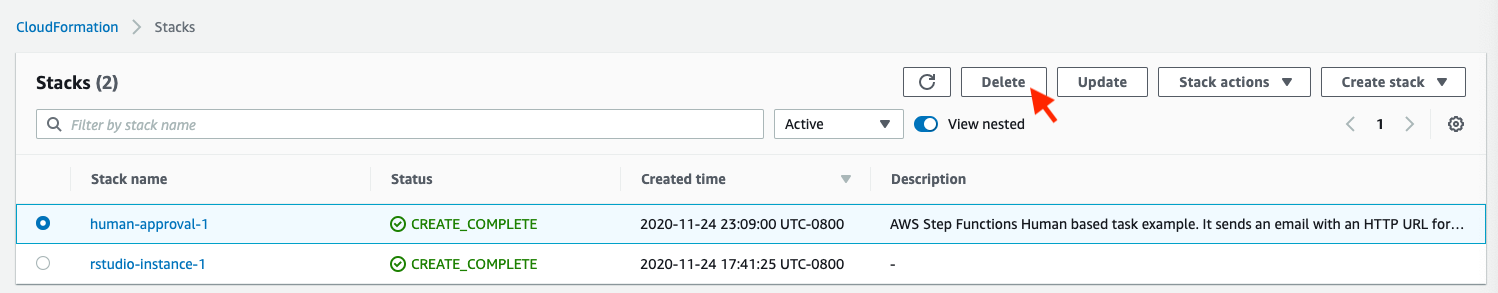 CloudFormation > Stacks
Stacks (2) Delete Update Stack actions Create stack
Filter by stack name Active View nested 1
Stack name Status Created time Description
human-approval-1 CREATE_COMPLETE 2020-11-24 23:09:00 UTC-0800 AWS Step Functions Human based task example. It sends an email with an HTTP URL for…
rstudio-instance-1 CREATE_COMPLETE 2020-11-24 17:41:25 UTC-0800 -